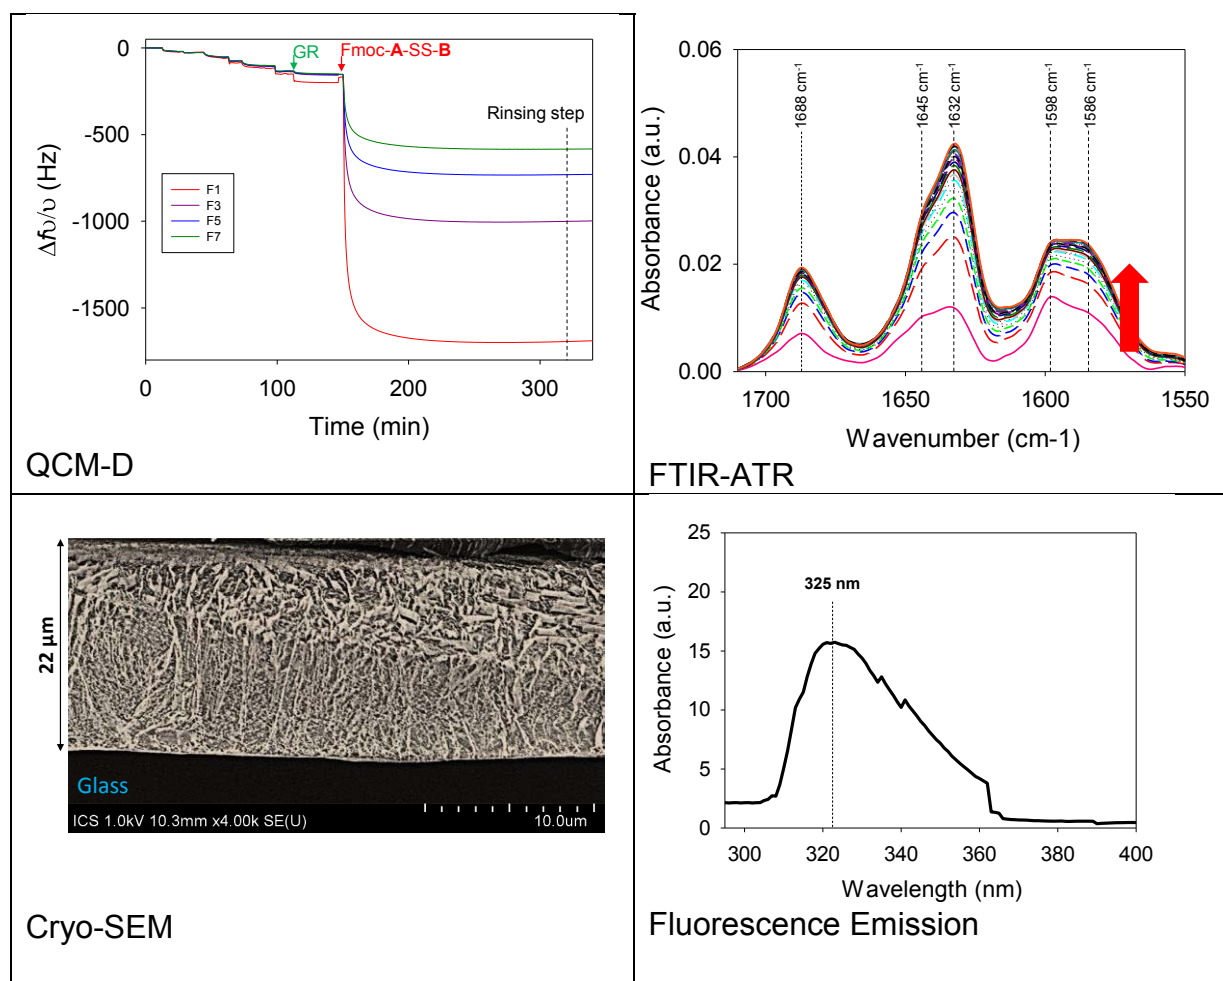 0
-500
-1000
-1500
Δf/ʋ (Hz)
GR
Fmoc-A-SS-B
Rinsing step
F1
F3
F5
F7
0 100 200 300
Time (min)
QCM-D
0.06
0.04
0.02
0.00
Absorbance (a.u.)
1688 cm-1
1645 cm-1
1632 cm-1
1598 cm-1
1586 cm-1
1700 1650 1600 1550
Wavenumber (cm-1)
FTIR-ATR
22 µm
Glass
ICS 1.0kV 10.3mm x4.00k SE(U)
10.0um
Cryo-SEM
25
20
15
10
5
0
Absorbance (a.u.)
325 nm
300 320 340 360 380 400
Wavelength (nm)
Fluorescence Emission